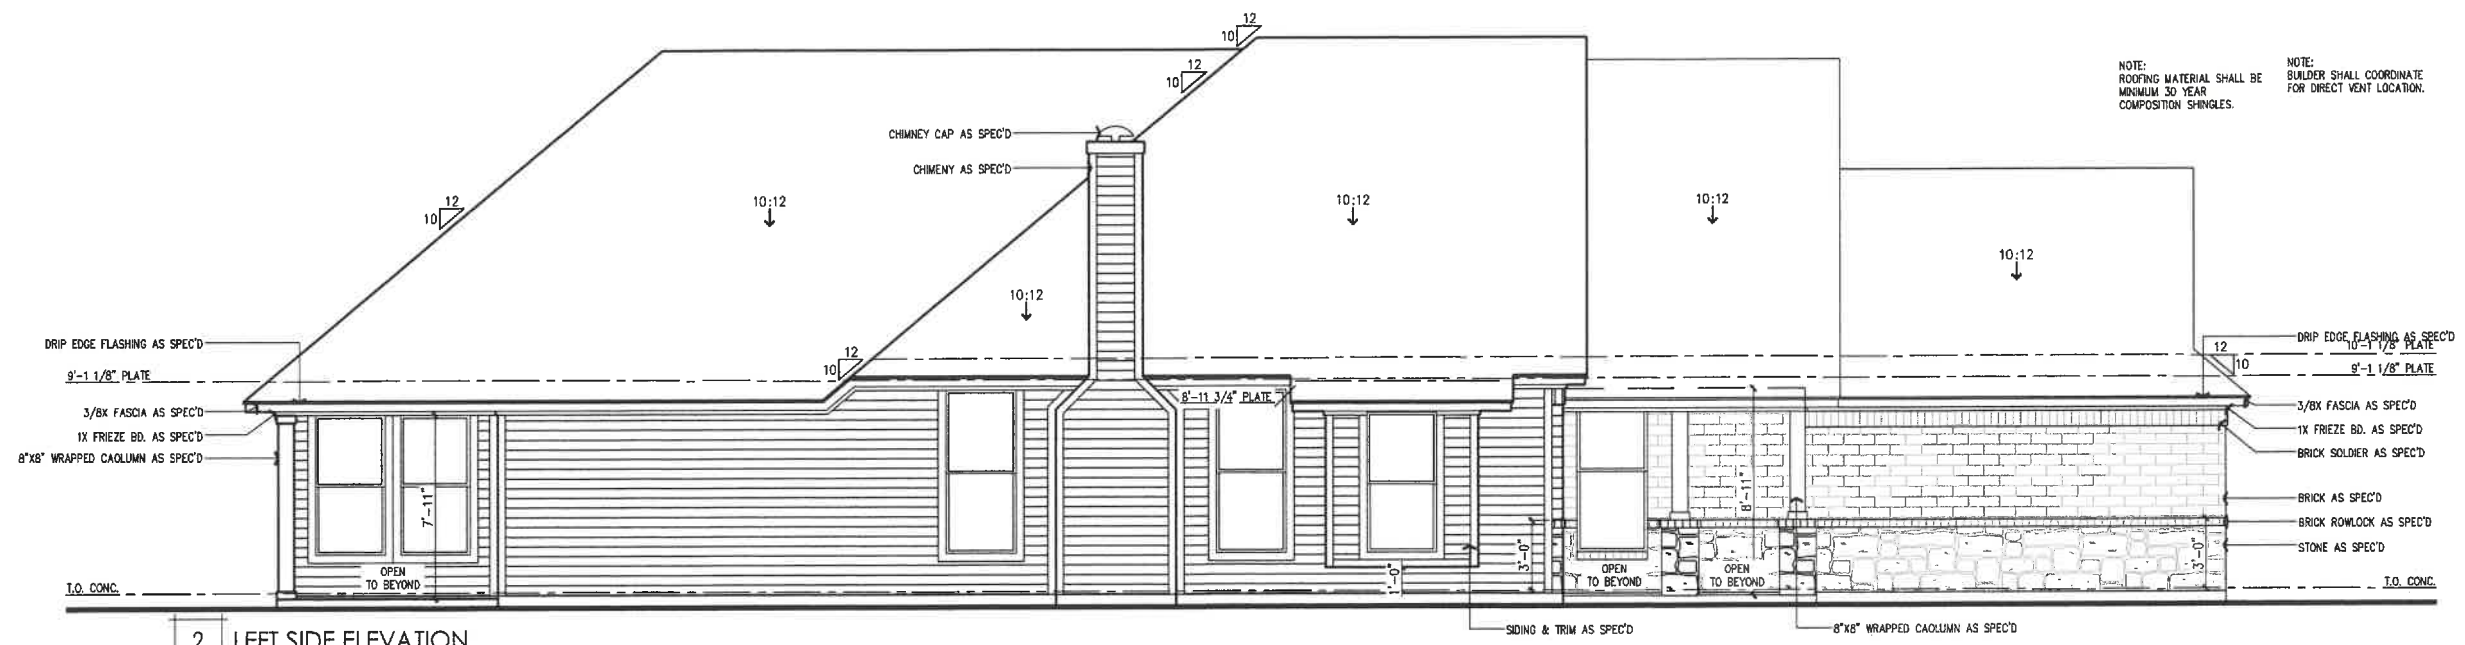 12
10
12
10
NOTE:
ROOFING MATERIAL SHALL BE
MINIMUM 30 YEAR
COMPOSITION SHINGLES.
NOTE:
BUILDER SHALL COORDINATE
FOR DIRECT VENT LOCATION.
CHIMNEY CAP AS SPEC'D
CHIMENY AS SPEC'D
12
10
10:12
10:12
10:12
10:12
10:12
DRIP EDGE FLASHING AS SPEC'D
9'-1 1/8" PLATE
3/8X FASCIA AS SPEC'D
1X FRIEZE BD. AS SPEC'D
8"X8" WRAPPED CAOLUMN AS SPEC'D
T.O. CONC.
12
10
8'-11 3/4" PLATE
DRIP EDGE FLASHING AS SPEC'D
10'-1 1/8" PLATE
12
10
9'-1 1/8" PLATE
3/8X FASCIA AS SPEC'D
1X FRIEZE BD. AS SPEC'D
BRICK SOLDIER AS SPEC'D
BRICK AS SPEC'D
BRICK ROWLOCK AS SPEC'D
STONE AS SPEC'D
T.O. CONC.
7'-11"
OPEN
TO BEYOND
1'-0"
3'-0"
OPEN
TO BEYOND
8'-11"
OPEN
TO BEYOND
3'-0"
SIDING & TRIM AS SPEC'D
8"X8" WRAPPED CAOLUMN AS SPEC'D
2 LEFT SIDE ELEVATION